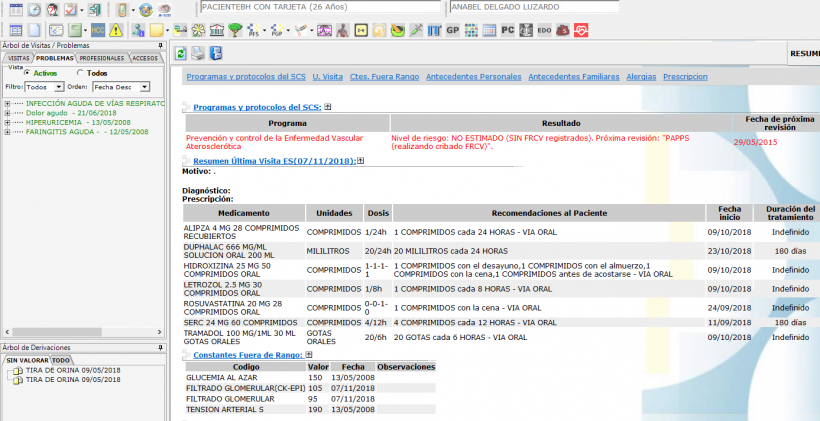 PACIENTEBH CON TARJETA (26 Años)
ANABEL DELGADO LUZARDO
PFS
PGP
IT
GP
PC
EDO
Árbol de Visitas / Problemas
VISITAS PROBLEMAS PROFESIONALES ACCESOS
Vista
Activos Todos
Filtro: Todos Orden: Fecha Desc
INFECCIÓN AGUDA DE VÍAS RESPIRATO
Dolor agudo - 21/06/2018
HIPERURICEMIA - 13/05/2008
FARINGITIS AGUDA - - 12/05/2008
Árbol de Derivaciones
SIN VALORAR TODO
TIRA DE ORINA 09/05/2018
TIRA DE ORINA 09/05/2018
RESUM
Programas y protocolos del SCS U. Visita Ctes. Fuera Rango Antecedentes Personales Antecedentes Familiares Alergias Prescripcion
Programas y protocolos del SCS:
Programa Resultado Fecha de próxima revisión
Prevención y control de la Enfermedad Vascular Aterosclerótica Nivel de riesgo: NO ESTIMADO (SIN FRCV registrados). Próxima revisión: "PAPPS (realizando cribado FRCV)". 29/05/2015
Resumen Última Visita ES(07/11/2018):
Motivo: .
Diagnóstico:
Prescripción:
Medicamento Unidades Dosis Recomendaciones al Paciente Fecha inicio Duración del tratamiento
ALIPZA 4 MG 28 COMPRIMIDOS RECUBIERTOS COMPRIMIDOS 1/24h 1 COMPRIMIDOS cada 24 HORAS - VIA ORAL 09/10/2018 Indefinido
DUPHALAC 666 MG/ML SOLUCION ORAL 200 ML MILILITROS 20/24h 20 MILILITROS cada 24 HORAS 23/10/2018 180 días
HIDROXIZINA 25 MG 50 COMPRIMIDOS ORAL COMPRIMIDOS 1-1-1-1 1 COMPRIMIDOS con el desayuno,1 COMPRIMIDOS con el almuerzo,1 COMPRIMIDOS con la cena,1 COMPRIMIDOS antes de acostarse - VIA ORAL 09/10/2018 Indefinido
LETROZOL 2.5 MG 30 COMPRIMIDOS ORAL COMPRIMIDOS 1/8h 1 COMPRIMIDOS cada 8 HORAS - VIA ORAL 09/10/2018 Indefinido
ROSUVASTATINA 20 MG 28 COMPRIMIDOS ORAL COMPRIMIDOS 0-0-1-0 1 COMPRIMIDOS con la cena - VIA ORAL 24/09/2018 Indefinido
SERC 24 MG 60 COMPRIMIDOS COMPRIMIDOS 4/12h 4 COMPRIMIDOS cada 12 HORAS - VIA ORAL 11/09/2018 180 días
TRAMADOL 100 MG/1ML 30 ML GOTAS ORALES GOTAS ORALES 20/6h 20 GOTAS cada 6 HORAS - VIA ORAL 09/10/2018 Indefinido
Constantes Fuera de Rango:
Codigo Valor Fecha Observaciones
GLUCEMIA AL AZAR 150 13/05/2008
FILTRADO GLOMERULAR(CK-EPI) 105 07/11/2018
FILTRADO GLOMERULAR 95 07/11/2018
TENSION ARTERIAL S 190 13/05/2008